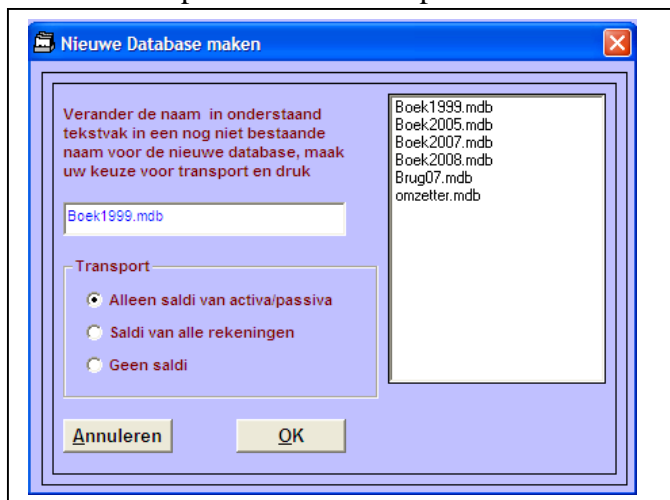 Nieuwe Database maken
Verander de naam in onderstaand
tekstvak in een nog niet bestaande
naam voor de nieuwe database, maak
uw keuze voor transport en druk
Boek1999.mdb
Transport
Alleen saldi van activa/passiva
Saldi van alle rekeningen
Geen saldi
Annuleren
OK
Boek1999.mdb
Boek2005.mdb
Boek2007.mdb
Boek2008.mdb
Brug07.mdb
omzetter.mdb